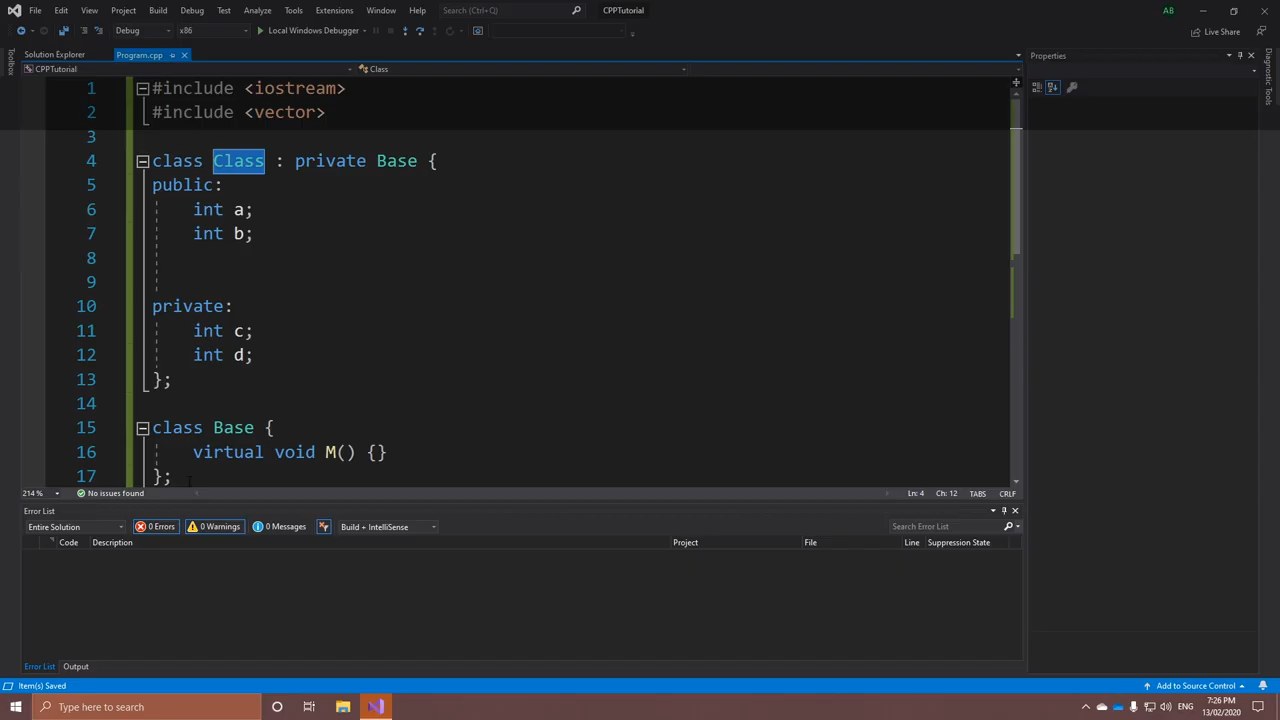 File Edit View Project Build Debug Test Analyze Tools Extensions Window Help Search (Ctrl+Q) CPPTutorial AB
Debug x86 Local Windows Debugger Live Share
Toolbox
Solution Explorer Program.cpp
CPPTutorial Class
1 #include <iostream>
2 #include <vector>
3
4 class Class : private Base {
5 public:
6 int a;
7 int b;
8
9
10 private:
11 int c;
12 int d;
13 };
14
15 class Base {
16 virtual void M() {}
17 };
214 % No issues found Ln: 4 Ch: 12 TABS CRLF
Properties
Diagnostic Tools
Error List
Entire Solution 0 Errors 0 Warnings 0 Messages Build + IntelliSense Search Error List
Code Description Project File Line Suppression State
Error List Output
Item(s) Saved Add to Source Control
Type here to search ENG 7:26 PM
13/02/2020